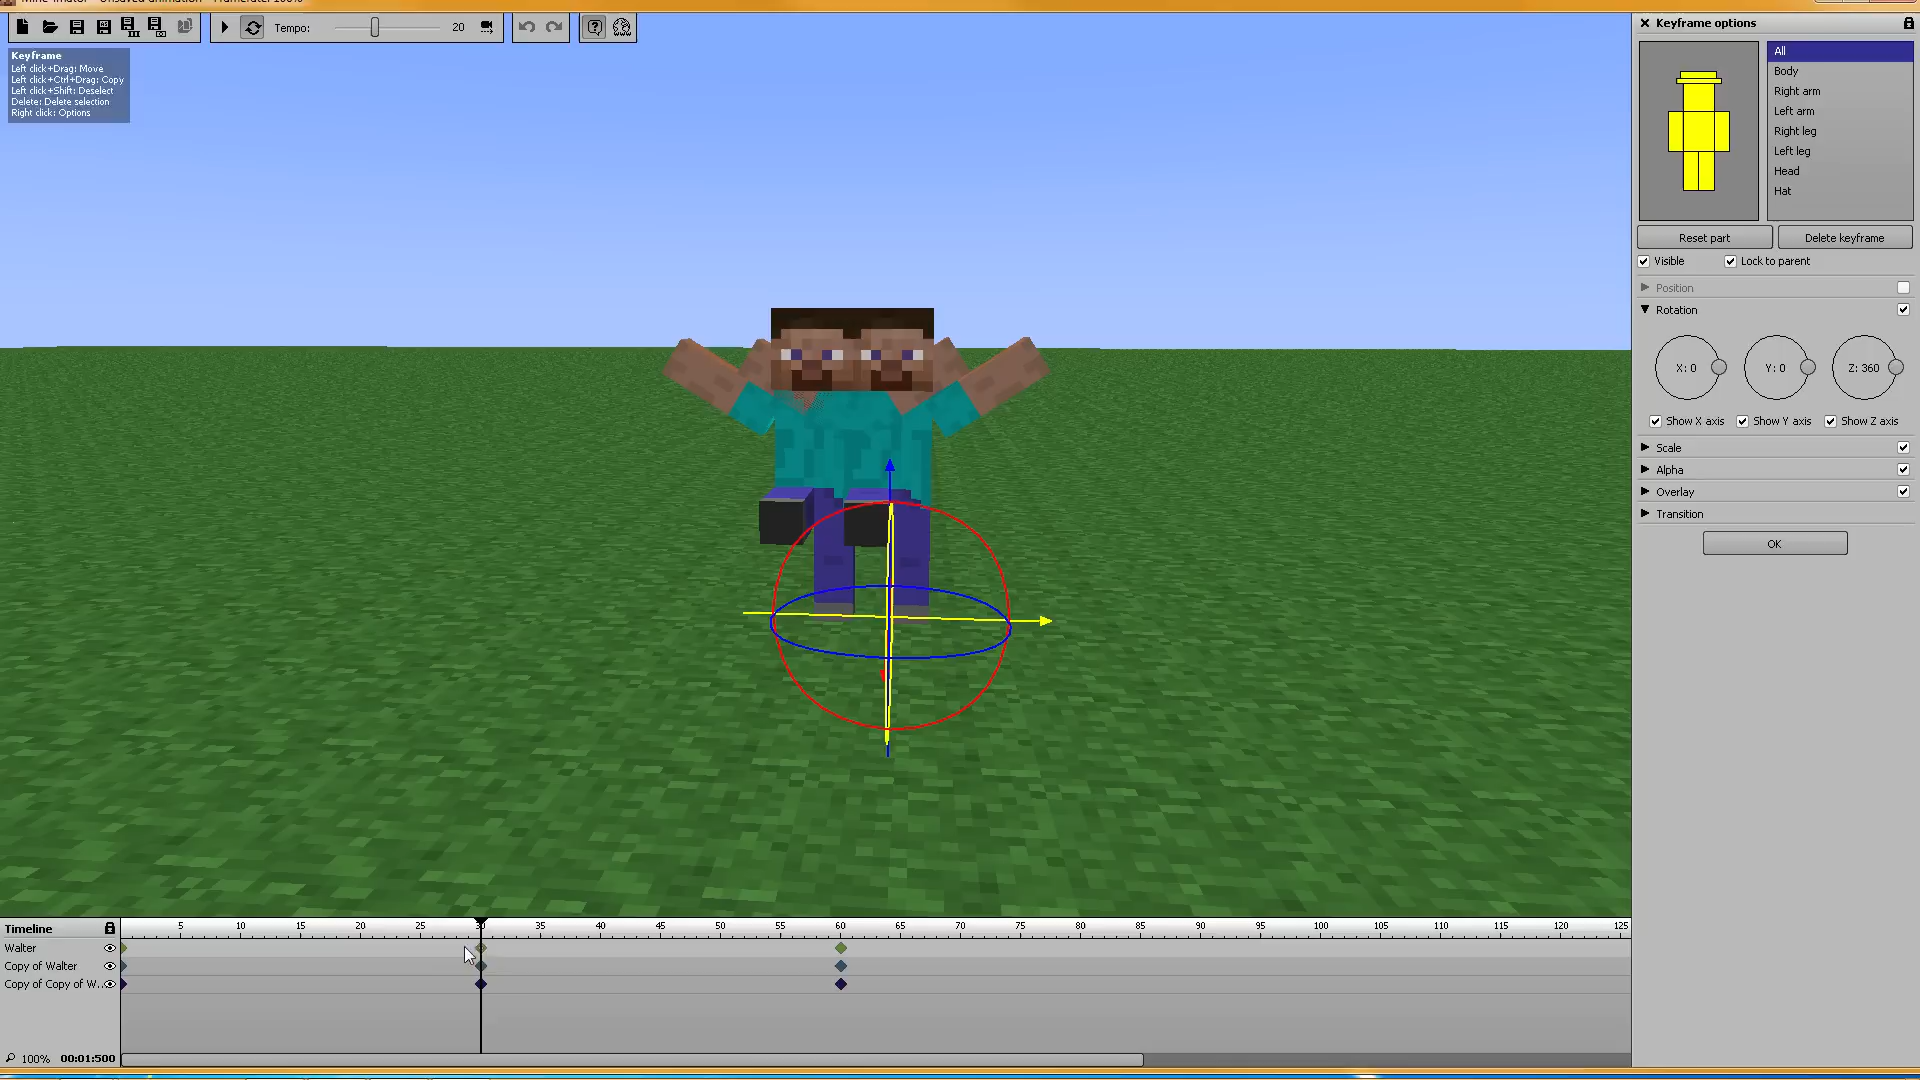 Tempo:
20
Keyframe
Left click+Drag: Move
Left click+Ctrl+Drag: Copy
Left click+Shift: Deselect
Delete: Delete selection
Right click: Options
Keyframe options
All
Body
Right arm
Left arm
Right leg
Left leg
Head
Hat
Reset part
Delete keyframe
Visible
Lock to parent
Position
Rotation
X: 0
Y: 0
Z: 360
Show X axis
Show Y axis
Show Z axis
Scale
Alpha
Overlay
Transition
OK
Timeline
5 10 15 20 25 30 35 40 45 50 55 60 65 70 75 80 85 90 95 100 105 110 115 120 125
Walter
Copy of Walter
Copy of Copy of W...
100%
00:01:500